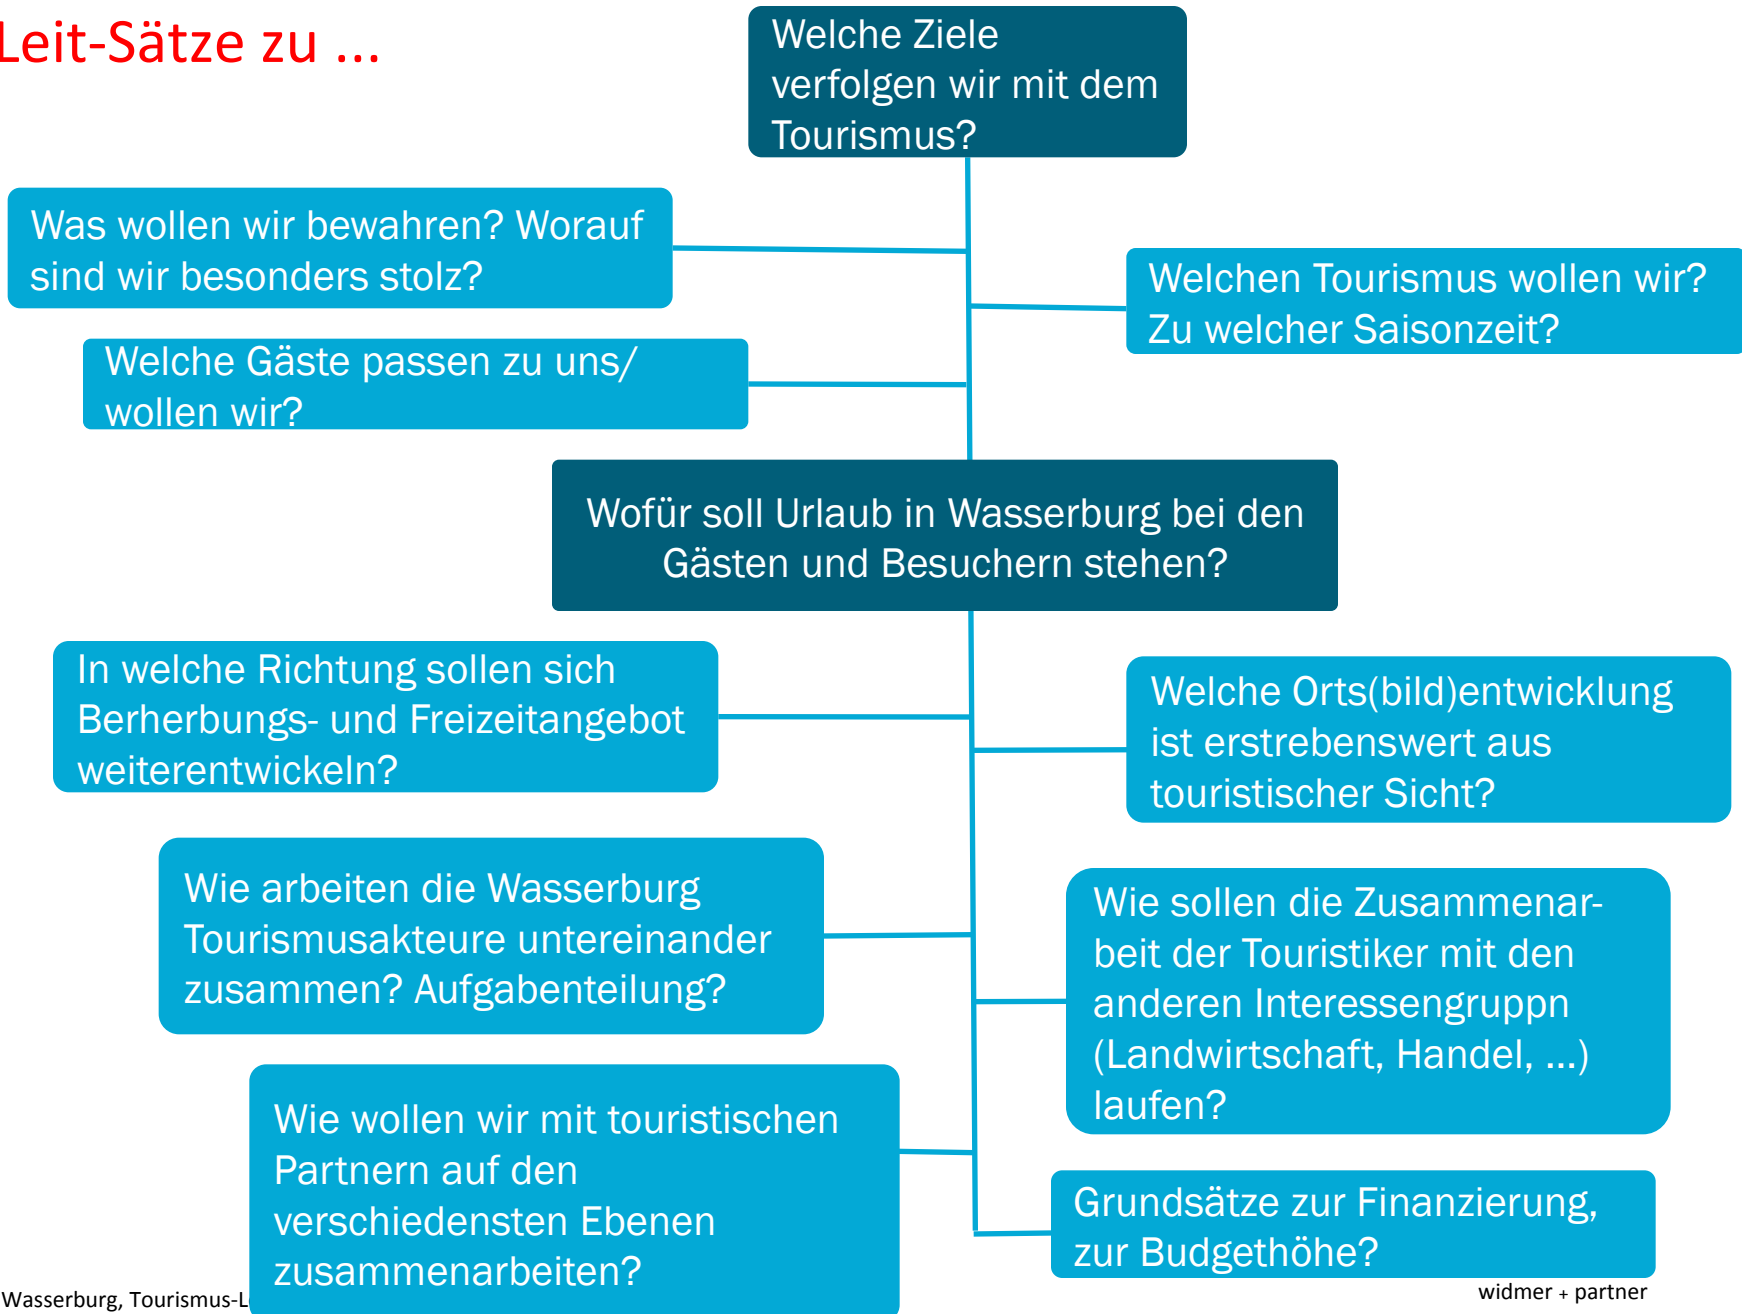 Leit-Sätze zu ...
Welche Ziele
verfolgen wir mit dem
Tourismus?
Was wollen wir bewahren? Worauf
sind wir besonders stolz?
Welchen Tourismus wollen wir?
Zu welcher Saisonzeit?
Welche Gäste passen zu uns/
wollen wir?
Wofür soll Urlaub in Wasserburg bei den
Gästen und Besuchern stehen?
In welche Richtung sollen sich
Berherbungs- und Freizeitangebot
weiterentwickeln?
Welche Orts(bild)entwicklung
ist erstrebenswert aus
touristischer Sicht?
Wie arbeiten die Wasserburg
Tourismusakteure untereinander
zusammen? Aufgabenteilung?
Wie sollen die Zusammenar-
beit der Touristiker mit den
anderen Interessengruppn
(Landwirtschaft, Handel, ...)
laufen?
Wie wollen wir mit touristischen
Partnern auf den
verschiedensten Ebenen
zusammenarbeiten?
Grundsätze zur Finanzierung,
zur Budgethöhe?
Wasserburg, Tourismus-L
widmer + partner